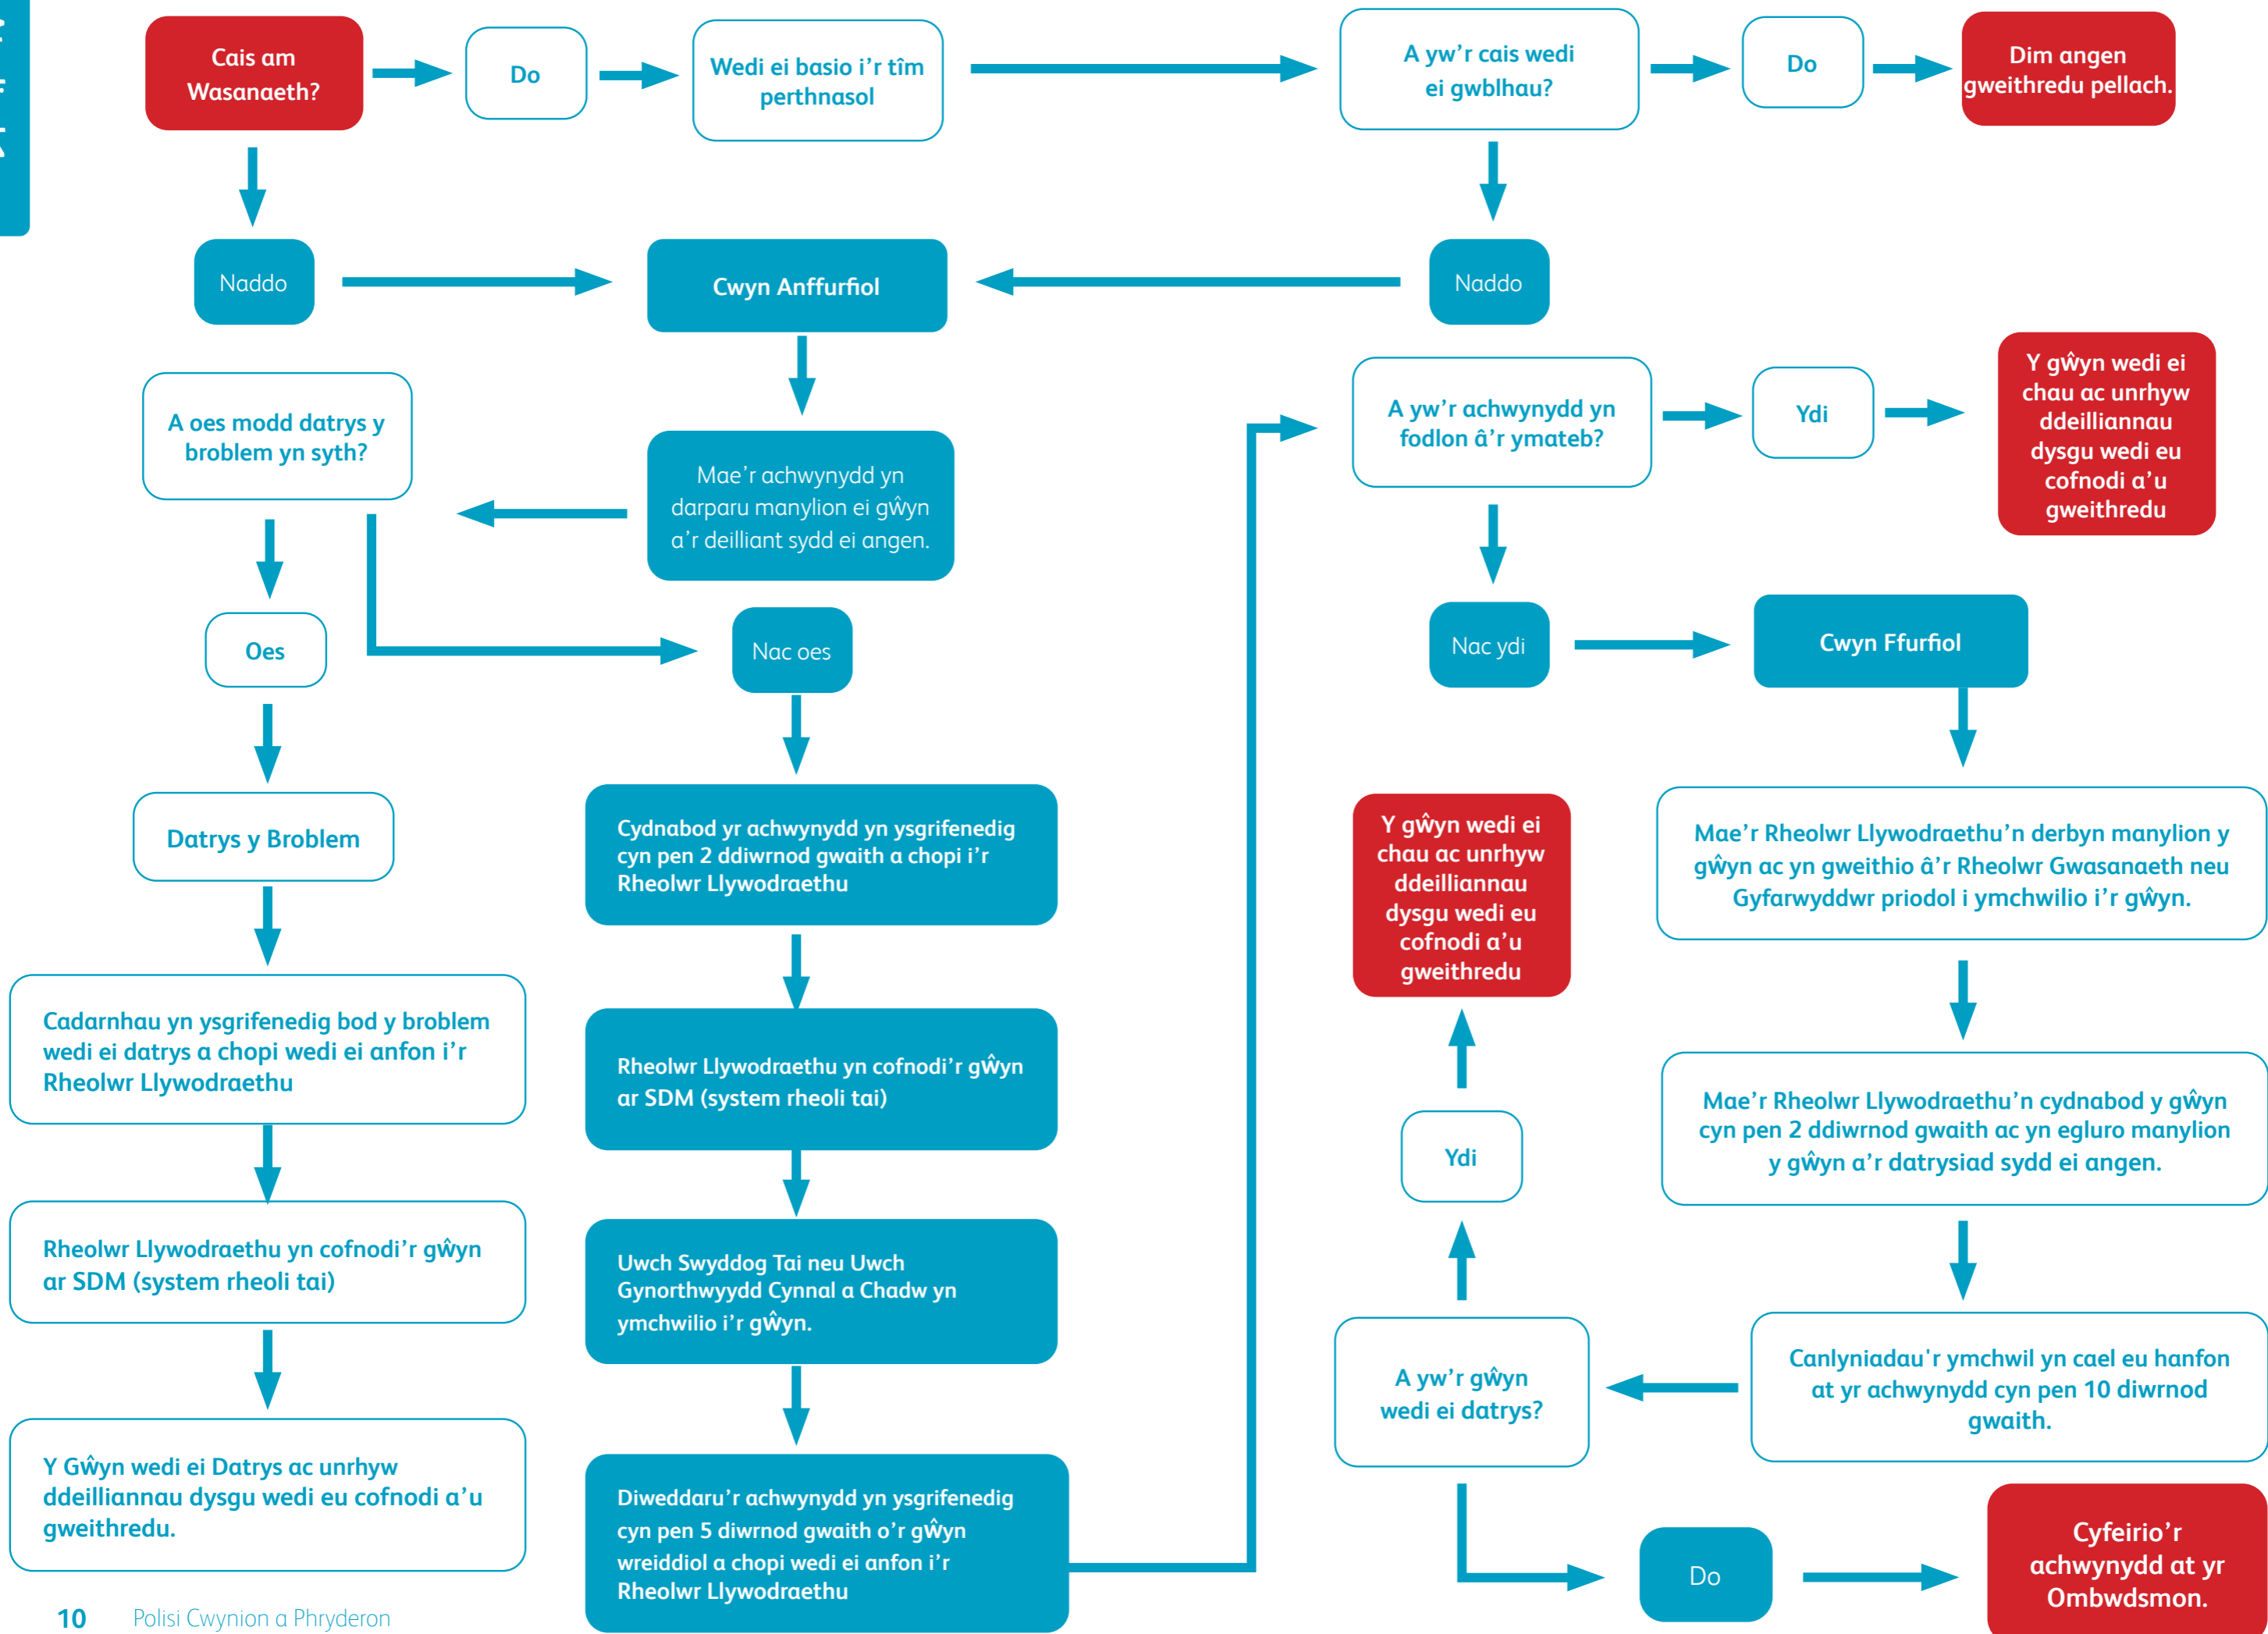 Cais am
Wasanaeth?
Do
Wedi ei basio i’r tîm
perthnasol
A yw’r cais wedi
ei gwblhau?
Do
Dim angen
gweithredu pellach.
Naddo
Cwyn Anffurfiol
Naddo
A oes modd datrys y
broblem yn syth?
Mae’r achwynydd yn
darparu manylion ei gŵyn
a’r deilliant sydd ei angen.
Oes
Nac oes
Datrys y Broblem
Cadarnhau yn ysgrifenedig bod y broblem
wedi ei datrys a chopi wedi ei anfon i’r
Rheolwr Llywodraethu
Rheolwr Llywodraethu yn cofnodi’r gŵyn
ar SDM (system rheoli tai)
Y Gŵyn wedi ei Datrys ac unrhyw
ddeilliannau dysgu wedi eu cofnodi a’u
gweithredu.
Cydnabod yr achwynydd yn ysgrifenedig
cyn pen 2 ddiwrnod gwaith a chopi i’r
Rheolwr Llywodraethu
Rheolwr Llywodraethu yn cofnodi’r gŵyn
ar SDM (system rheoli tai)
Uwch Swyddog Tai neu Uwch
Gynorthwyydd Cynnal a Chadw yn
ymchwilio i’r gŵyn.
Diweddaru’r achwynydd yn ysgrifenedig
cyn pen 5 diwrnod gwaith o’r gŵyn
wreiddiol a chopi wedi ei anfon i’r
Rheolwr Llywodraethu
A yw’r achwynydd yn
fodlon â’r ymateb?
Ydi
Y gŵyn wedi ei
chau ac unrhyw
ddeilliannau
dysgu wedi eu
cofnodi a’u
gweithredu
Nac ydi
Cwyn Ffurfiol
Mae’r Rheolwr Llywodraethu’n derbyn manylion y
gŵyn ac yn gweithio â’r Rheolwr Gwasanaeth neu
Gyfarwyddwr priodol i ymchwilio i’r gŵyn.
Mae’r Rheolwr Llywodraethu’n cydnabod y gŵyn
cyn pen 2 ddiwrnod gwaith ac yn egluro manylion
y gŵyn a’r datrysiad sydd ei angen.
Canlyniadau'r ymchwil yn cael eu hanfon
at yr achwynydd cyn pen 10 diwrnod
gwaith.
A yw’r gŵyn
wedi ei datrys?
Ydi
Y gŵyn wedi ei
chau ac unrhyw
ddeilliannau
dysgu wedi eu
cofnodi a’u
gweithredu
Do
Cyfeirio’r
achwynydd at yr
Ombwdsmon.
10 Polisi Cwynion a Phryderon